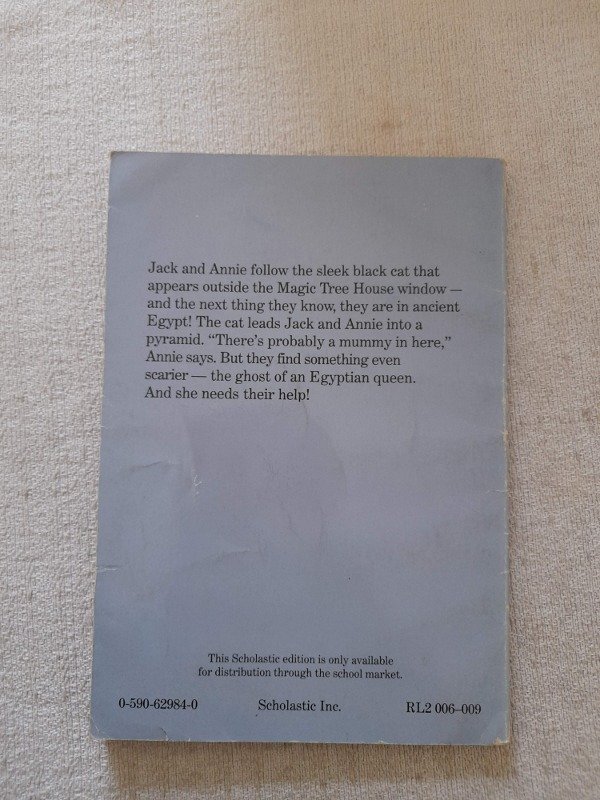 Jack and Annie follow the sleek black cat that
appears outside the Magic Tree House window —
and the next thing they know, they are in ancient
Egypt! The cat leads Jack and Annie into a
pyramid. “There’s probably a mummy in here,”
Annie says. But they find something even
scarier — the ghost of an Egyptian queen.
And she needs their help!
This Scholastic edition is only available
for distribution through the school market.
0-590-62984-0 Scholastic Inc. RL2 006–009